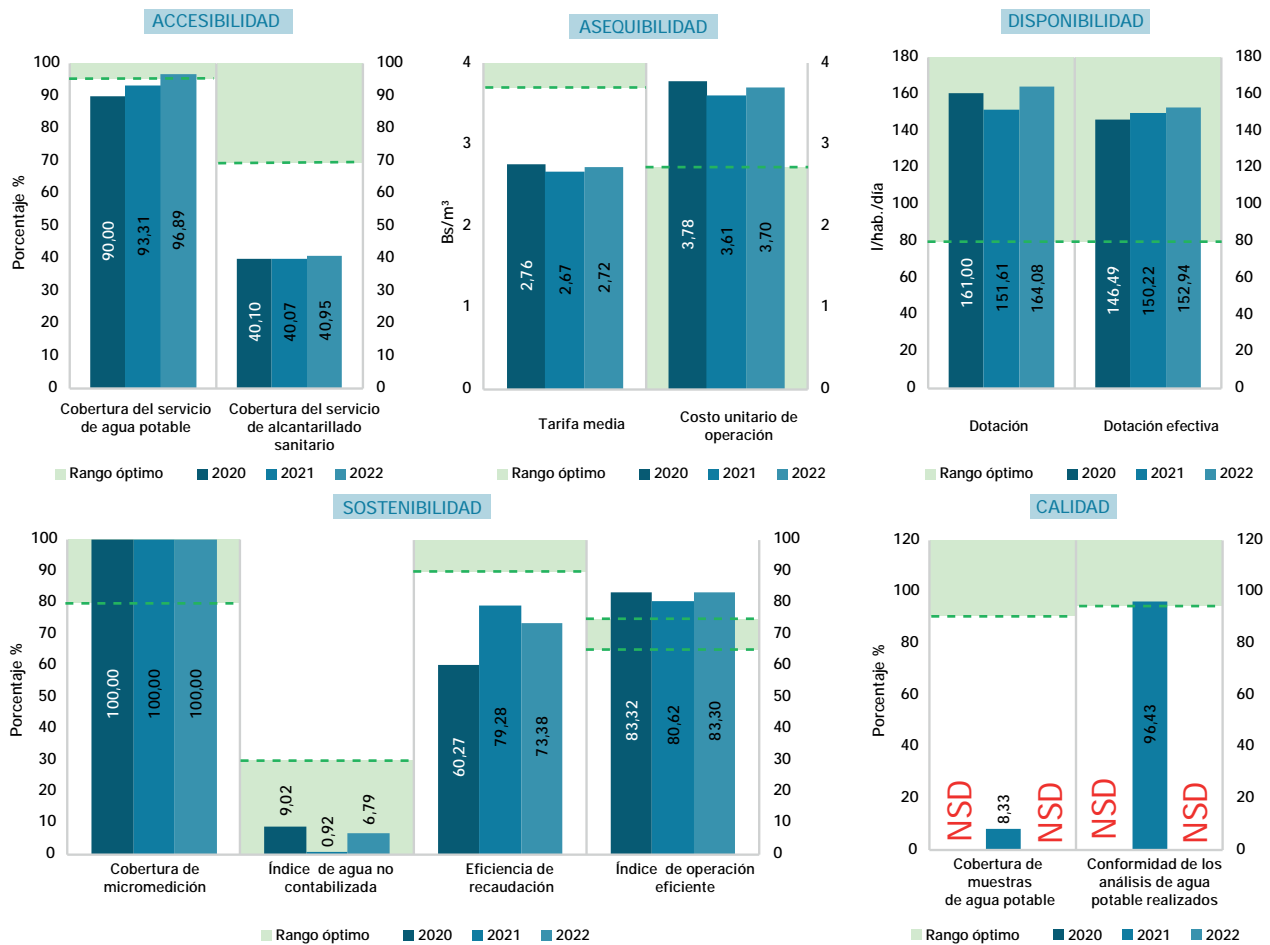 ACCESIBILIDAD
100
90
80
70
60
50
40
30
20
10
0
Porcentaje %
90,00
93,31
96,89
40,10
40,07
40,95
100
90
80
70
60
50
40
30
20
10
0
Cobertura del servicio
de agua potable
Cobertura del servicio
de alcantarillado
sanitario
Rango óptimo 2020 2021 2022
ASEQUIBILIDAD
4
3
2
1
0
Bs/m³
2,76
2,67
2,72
3,78
3,61
3,70
4
3
2
1
0
Tarifa media
Costo unitario de
operación
Rango óptimo 2020 2021 2022
DISPONIBILIDAD
180
160
140
120
100
80
60
40
20
0
l/hab./día
161,00
151,61
164,08
146,49
150,22
152,94
180
160
140
120
100
80
60
40
20
0
Dotación
Dotación efectiva
Rango óptimo 2020 2021 2022
SOSTENIBILIDAD
100
90
80
70
60
50
40
30
20
10
0
Porcentaje %
100,00
100,00
100,00
9,02
0,92
6,79
60,27
79,28
73,38
83,32
80,62
83,30
100
90
80
70
60
50
40
30
20
10
0
Cobertura de
micromedición
Índice de agua no
contabilizada
Eficiencia de
recaudación
Índice de operación
eficiente
Rango óptimo 2020 2021 2022
CALIDAD
120
100
80
60
40
20
0
Porcentaje %
NSD
8,33
NSD
NSD
96,43
NSD
120
100
80
60
40
20
0
Cobertura de
muestras
de agua potable
Conformidad de los
análisis de agua
potable realizados
Rango óptimo 2020 2021 2022